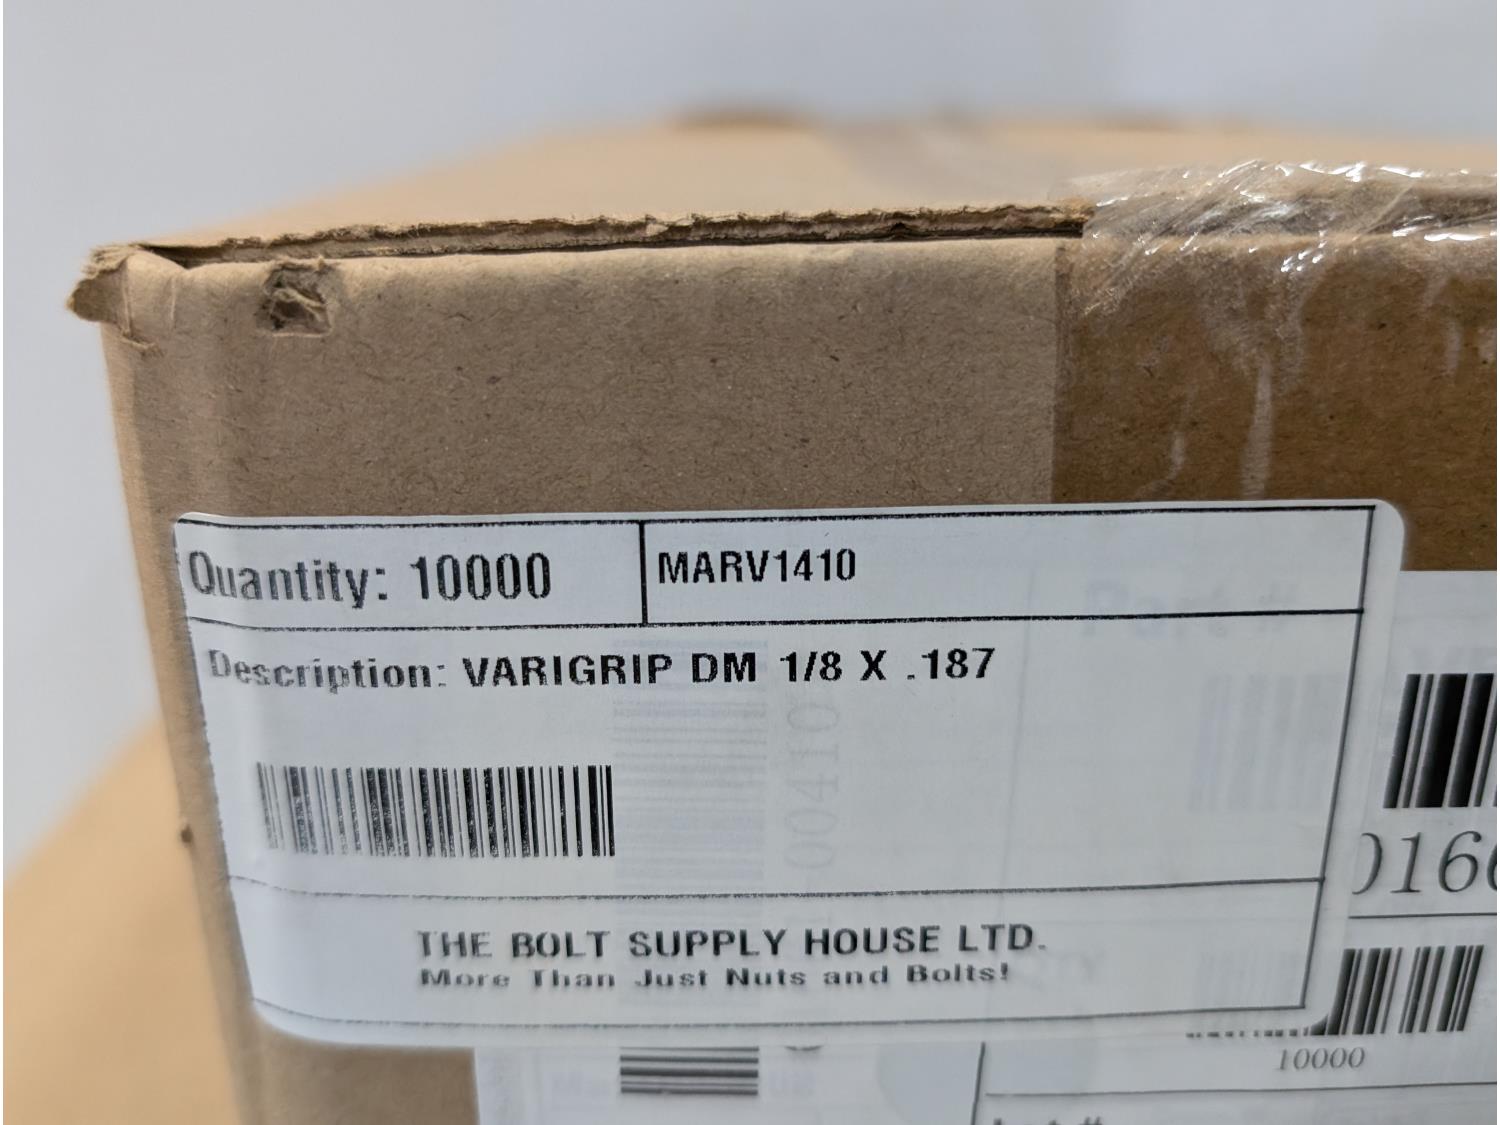 Quantity: 10000
MARV1410
Description: VARIGRIP DM 1/8 X .187
THE BOLT SUPPLY HOUSE LTD.
More Than Just Nuts and Bolts!
10000